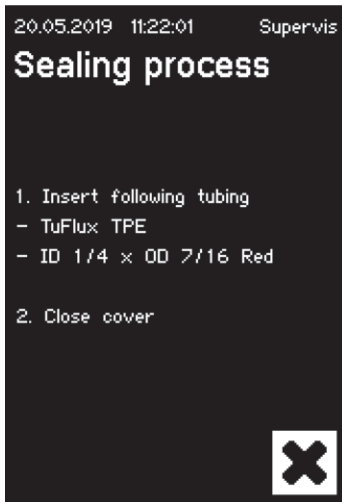 20.05.2019 11:22:01 Supervis
Sealing process
1. Insert following tubing
- TuFlux TPE
- ID 1/4 x OD 7/16 Red
2. Close cover